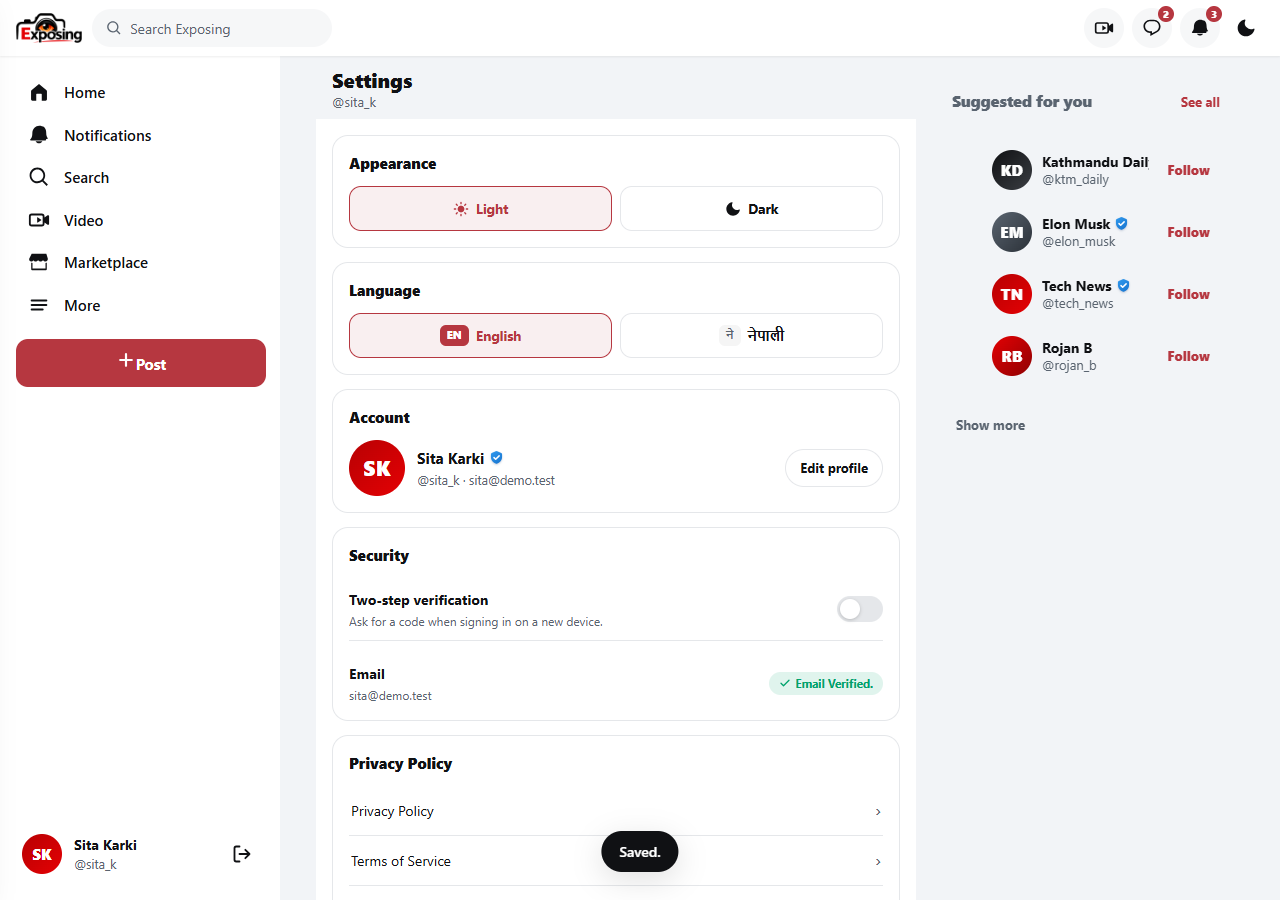 Exposing
Search Exposing
2
3
Home
Notifications
Search
Video
Marketplace
More
+ Post
SK
Sita Karki
@sita_k
Settings
@sita_k
Appearance
Light
Dark
Language
EN English
ने नेपाली
Account
SK
Sita Karki
@sita_k · sita@demo.test
Edit profile
Security
Two-step verification
Ask for a code when signing in on a new device.
Email
sita@demo.test
Email Verified.
Privacy Policy
Privacy Policy
Terms of Service
Saved.
Suggested for you
See all
KD
Kathmandu Dail
@ktm_daily
Follow
EM
Elon Musk
@elon_musk
Follow
TN
Tech News
@tech_news
Follow
RB
Rojan B
@rojan_b
Follow
Show more